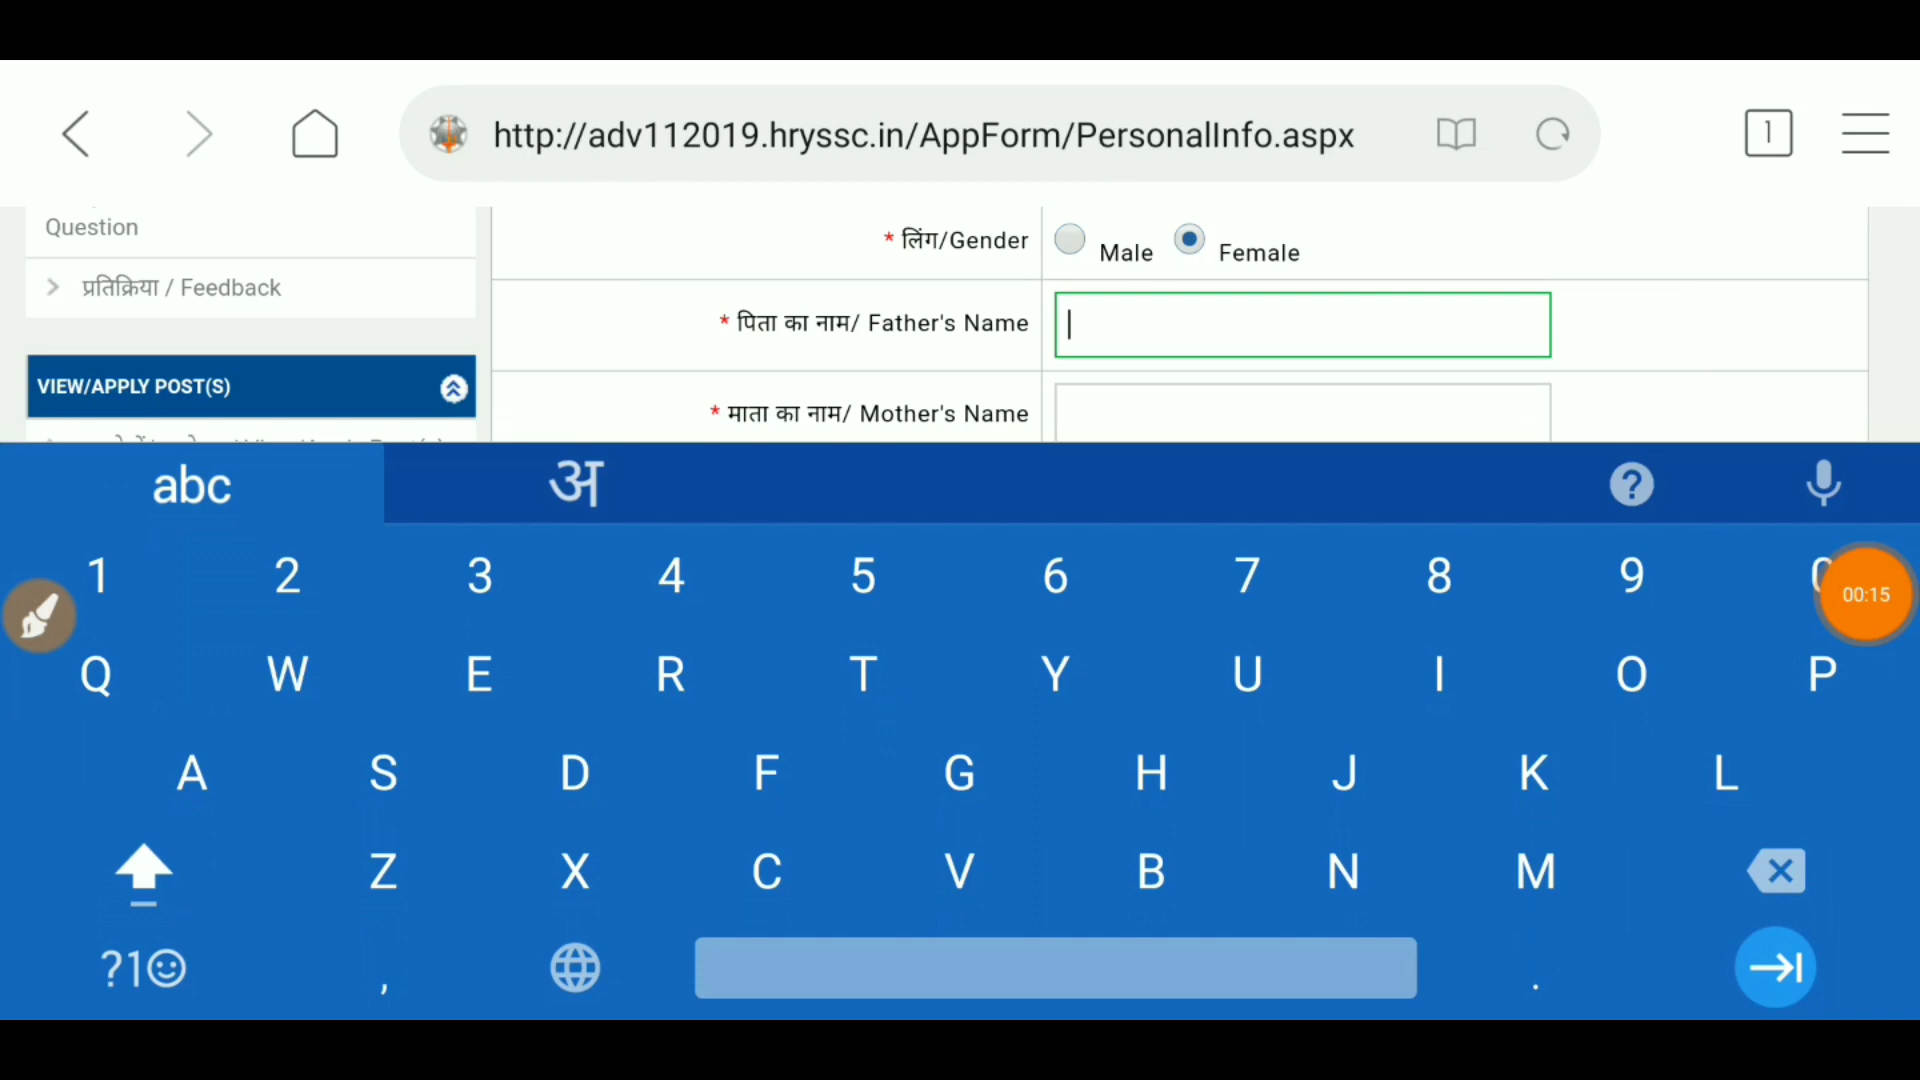 http://adv112019.hryssc.in/AppForm/PersonalInfo.aspx
1
Question
प्रतिक्रिया / Feedback
VIEW/APPLY POST(S)
* लिंग/Gender Male Female
* पिता का नाम/ Father's Name
* माता का नाम/ Mother's Name
abc अ ?
1 2 3 4 5 6 7 8 9 0
00:15
Q W E R T Y U I O P
A S D F G H J K L
Z X C V B N M
?1☺ , .